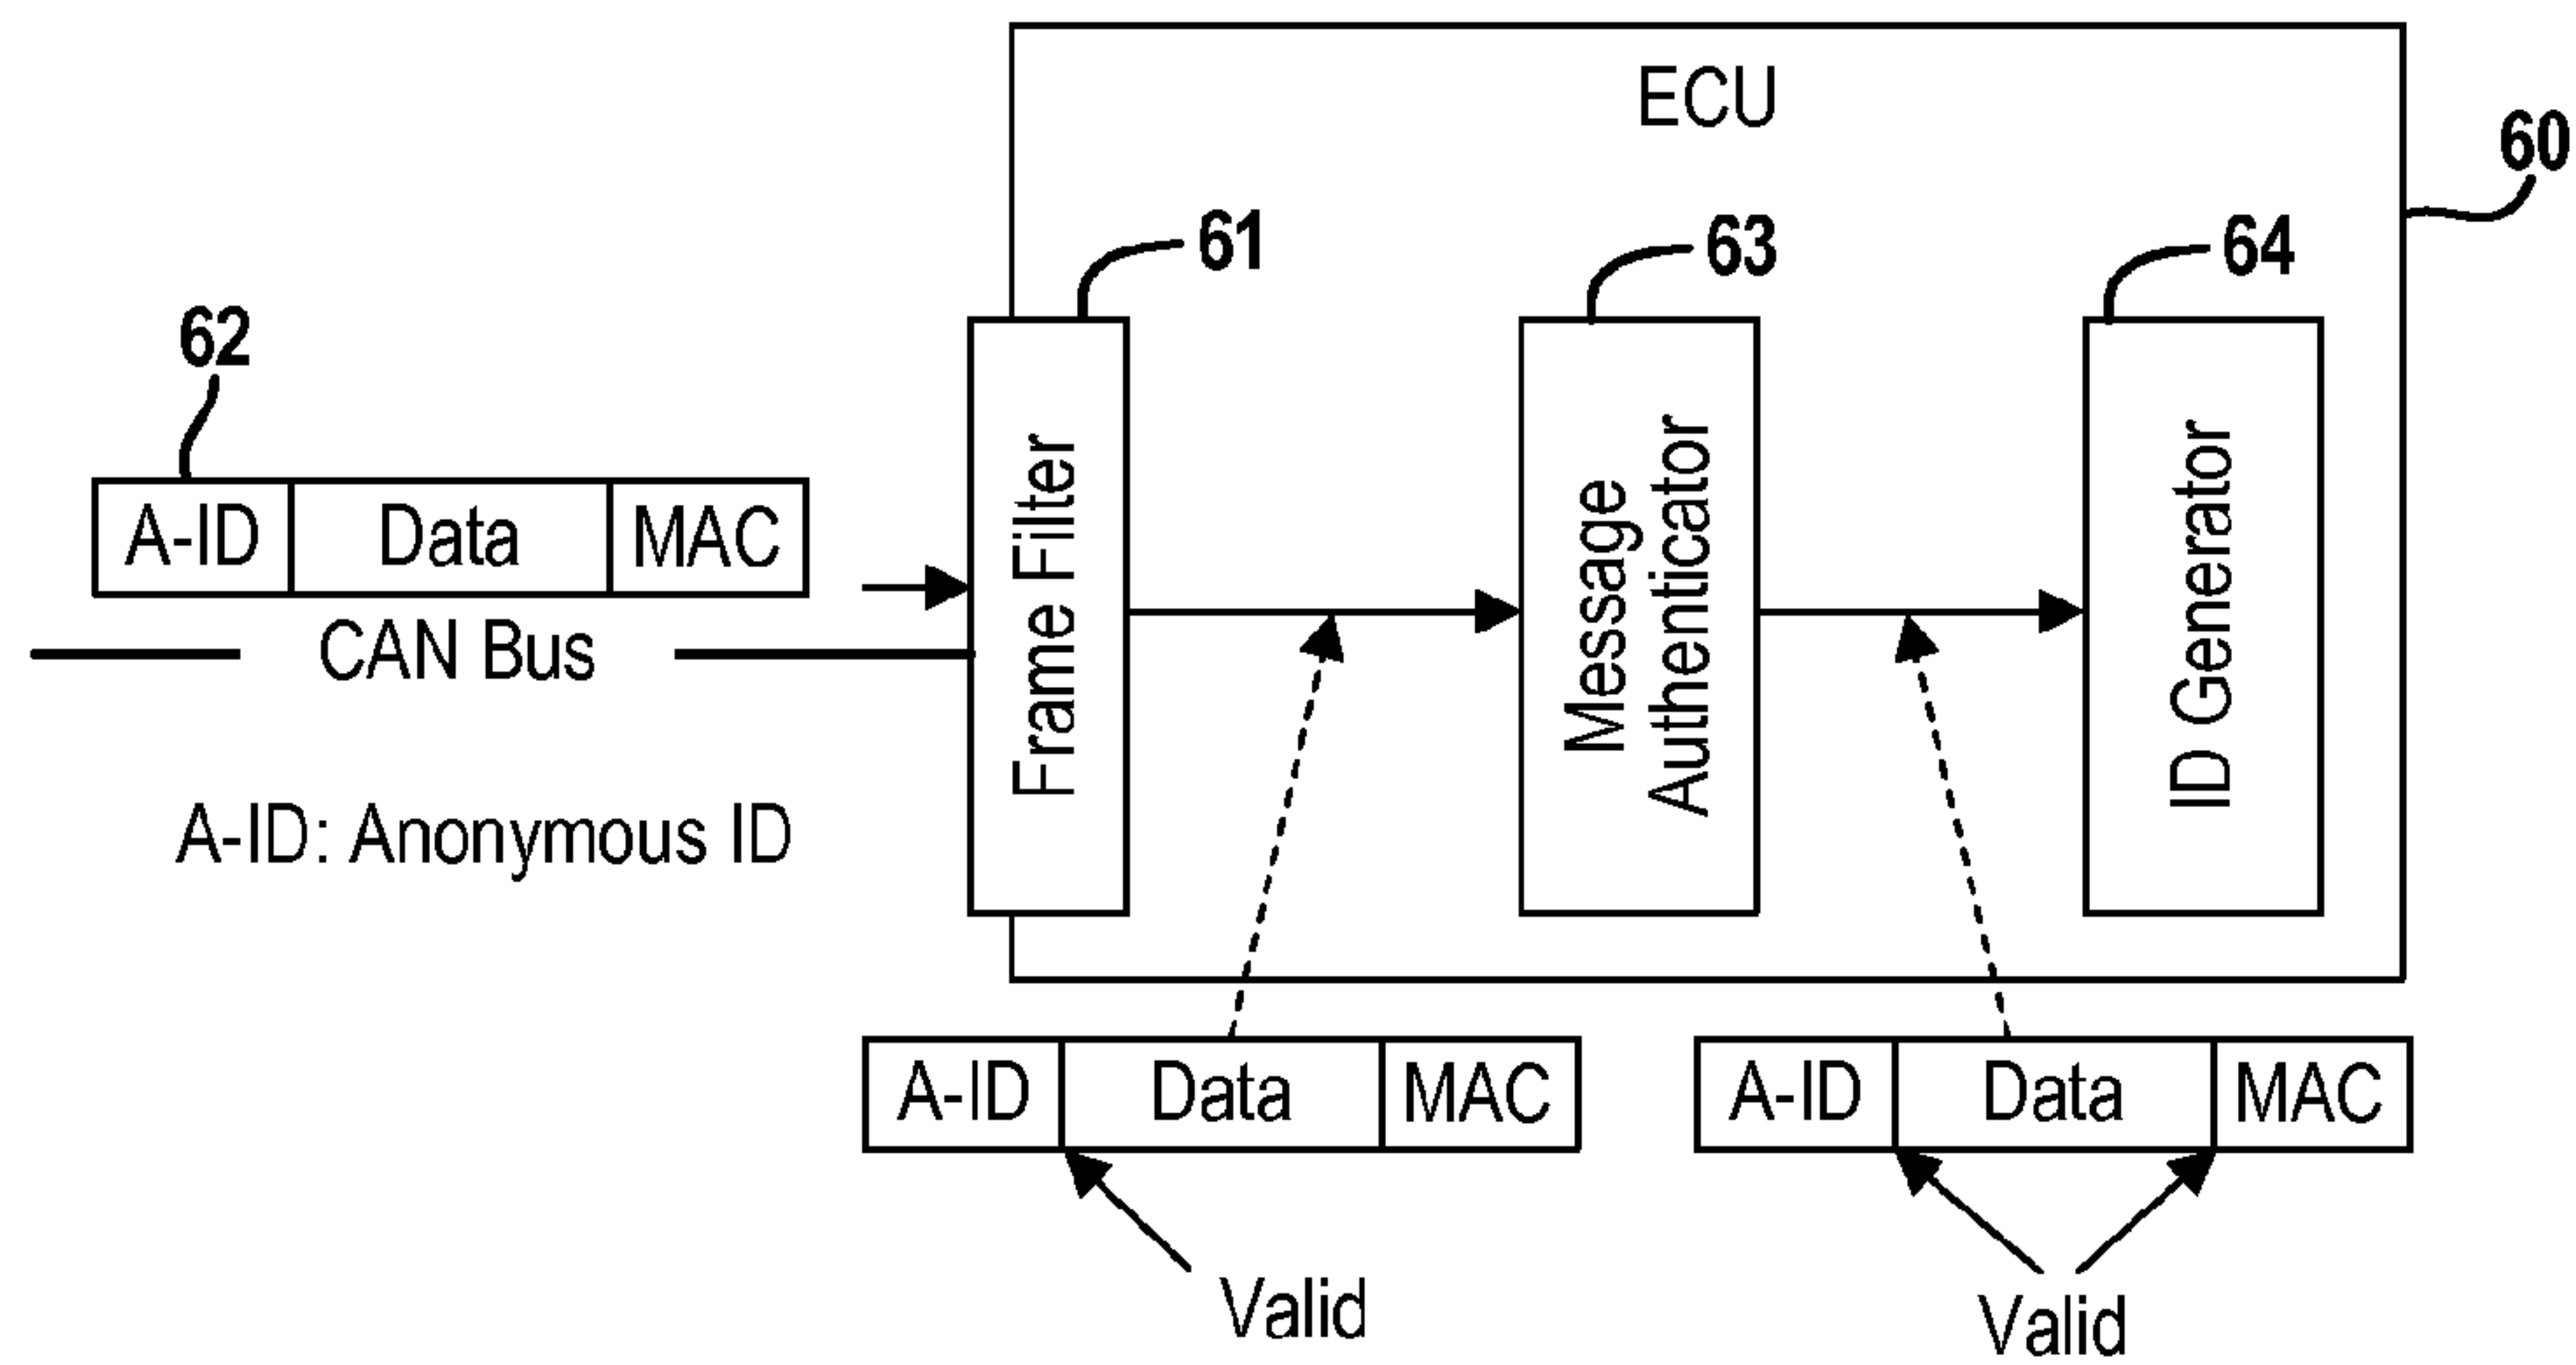 ECU
60
61
63
64
62
A-ID Data MAC
CAN Bus
A-ID: Anonymous ID
Frame Filter
Message
Authenticator
ID Generator
A-ID Data MAC
A-ID Data MAC
Valid
Valid